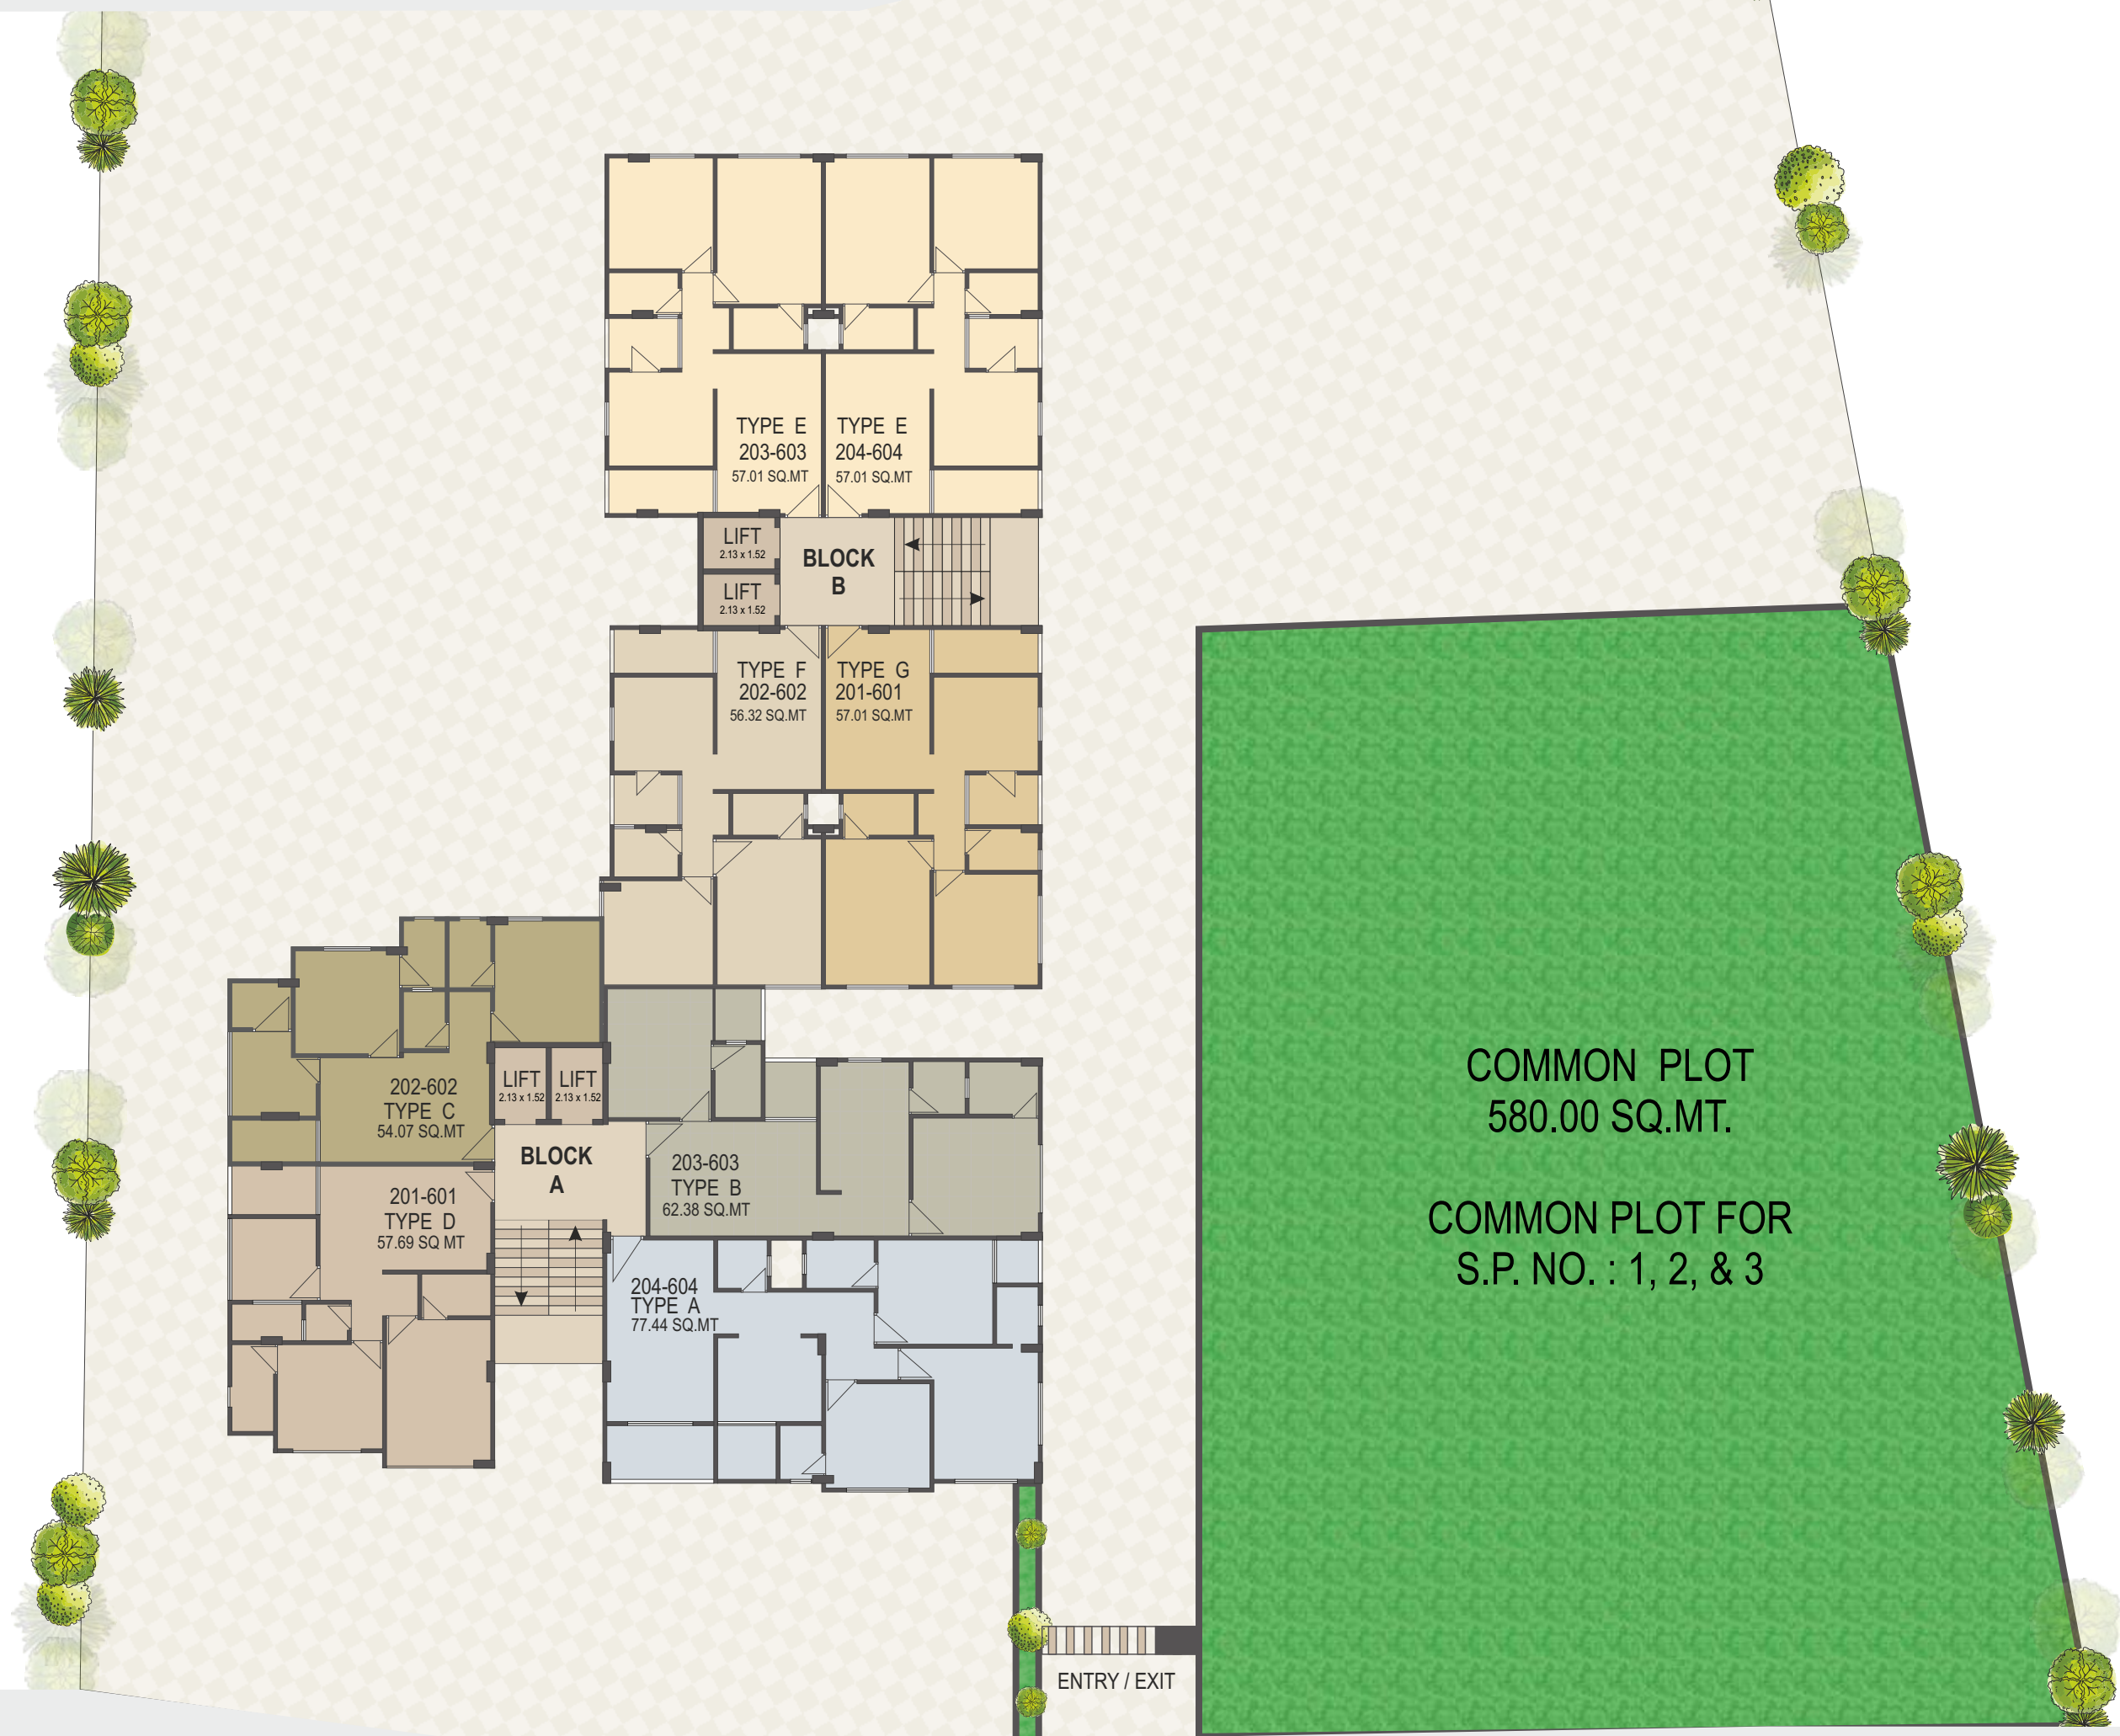 TYPE E
203-603
57.01 SQ.MT
TYPE E
204-604
57.01 SQ.MT
LIFT
2.13 x 1.52
LIFT
2.13 x 1.52
BLOCK
B
TYPE F
202-602
56.32 SQ.MT
TYPE G
201-601
57.01 SQ.MT
202-602
TYPE C
54.07 SQ.MT
LIFT
2.13 x 1.52
LIFT
2.13 x 1.52
BLOCK
A
203-603
TYPE B
62.38 SQ.MT
201-601
TYPE D
57.69 SQ MT
204-604
TYPE A
77.44 SQ.MT
COMMON PLOT
580.00 SQ.MT.
COMMON PLOT FOR
S.P. NO. : 1, 2, & 3
ENTRY / EXIT